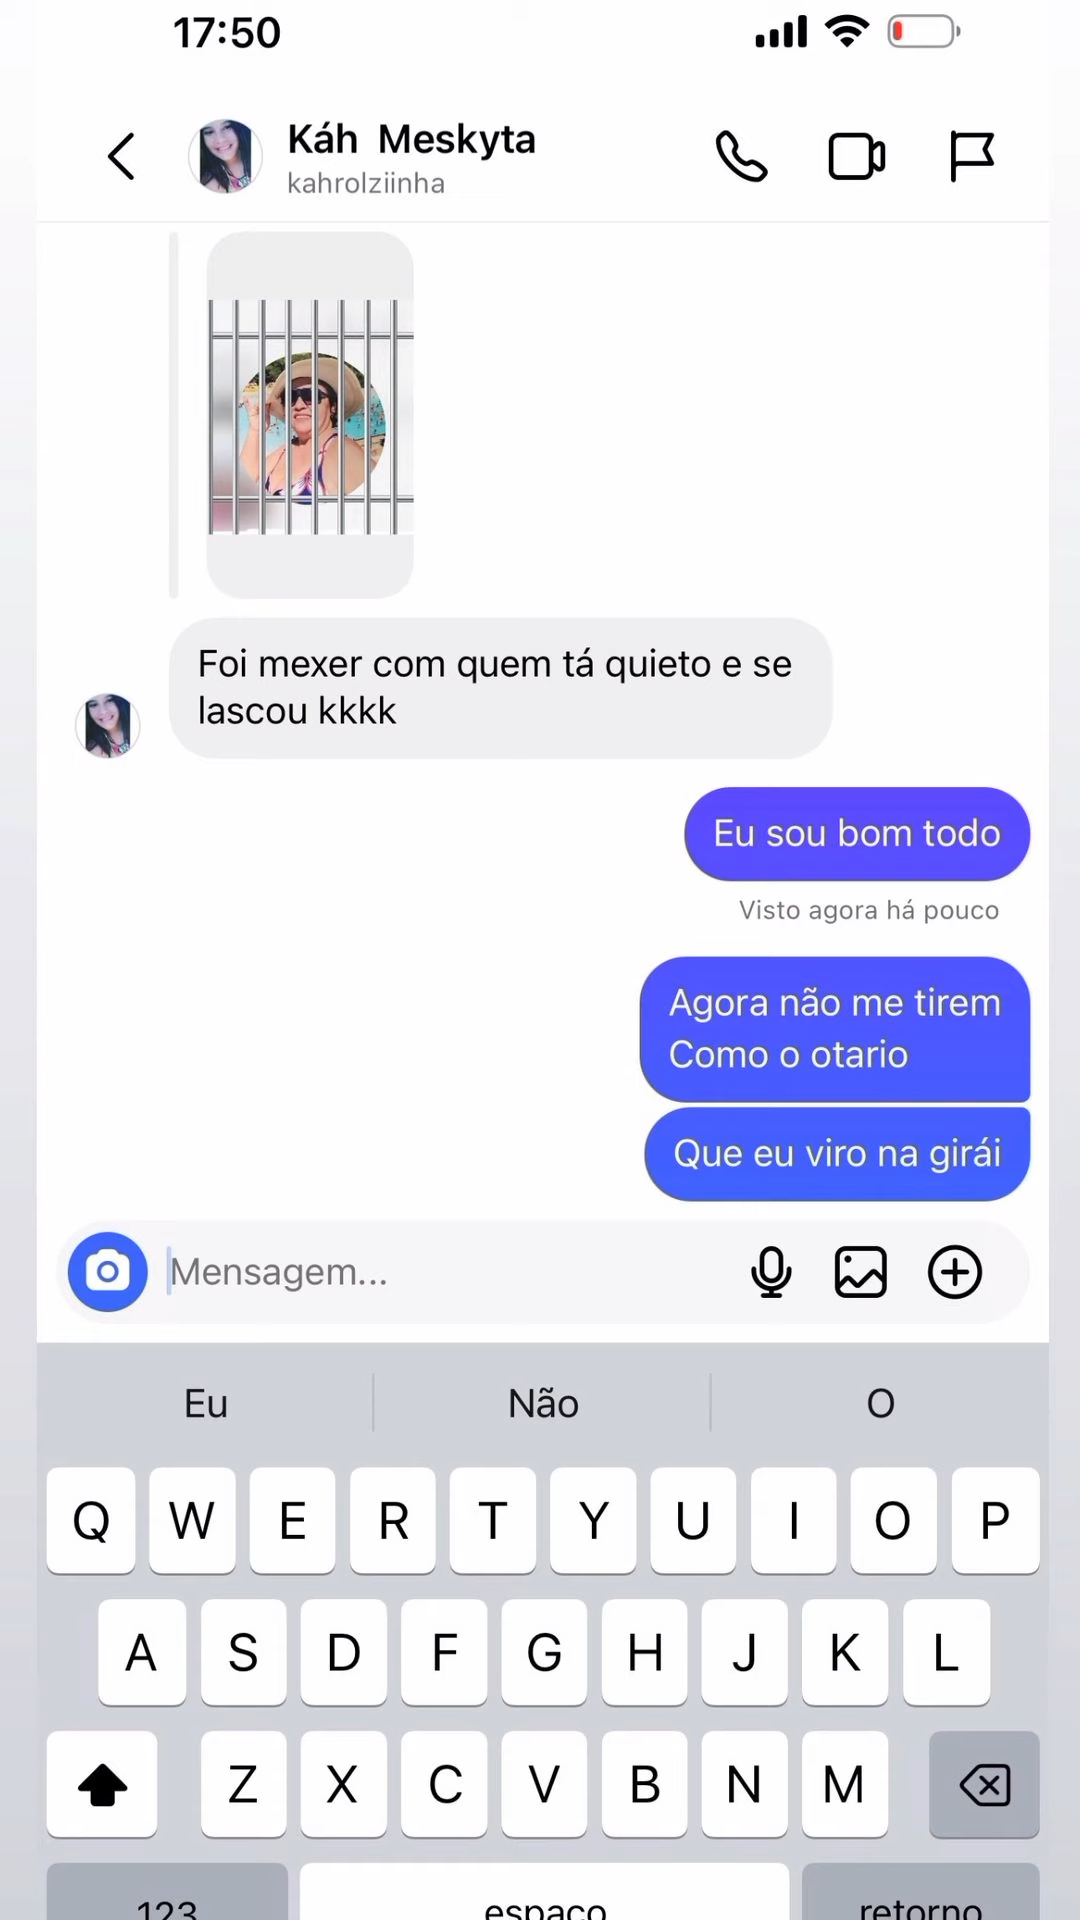 17:50
Káh Meskyta
kahrolziinha
Foi mexer com quem tá quieto e se
lascou kkkk
Eu sou bom todo
Visto agora há pouco
Agora não me tirem
Como o otario
Que eu viro na girái
Mensagem...
Eu Não O
Q W E R T Y U I O P
A S D F G H J K L
Z X C V B N M
123 espaço retorno